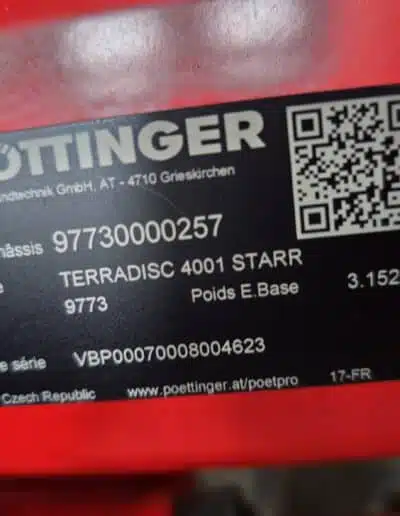 ÖTTINGER
ndtechnik GmbH, AT - 4710 Grieskirchen
hâssis 97730000257
e TERRADISC 4001 STARR
9773 Poids E.Base 3.152
e série VBP00070008004623
Czech Republic www.poettinger.at/poetpro 17-FR